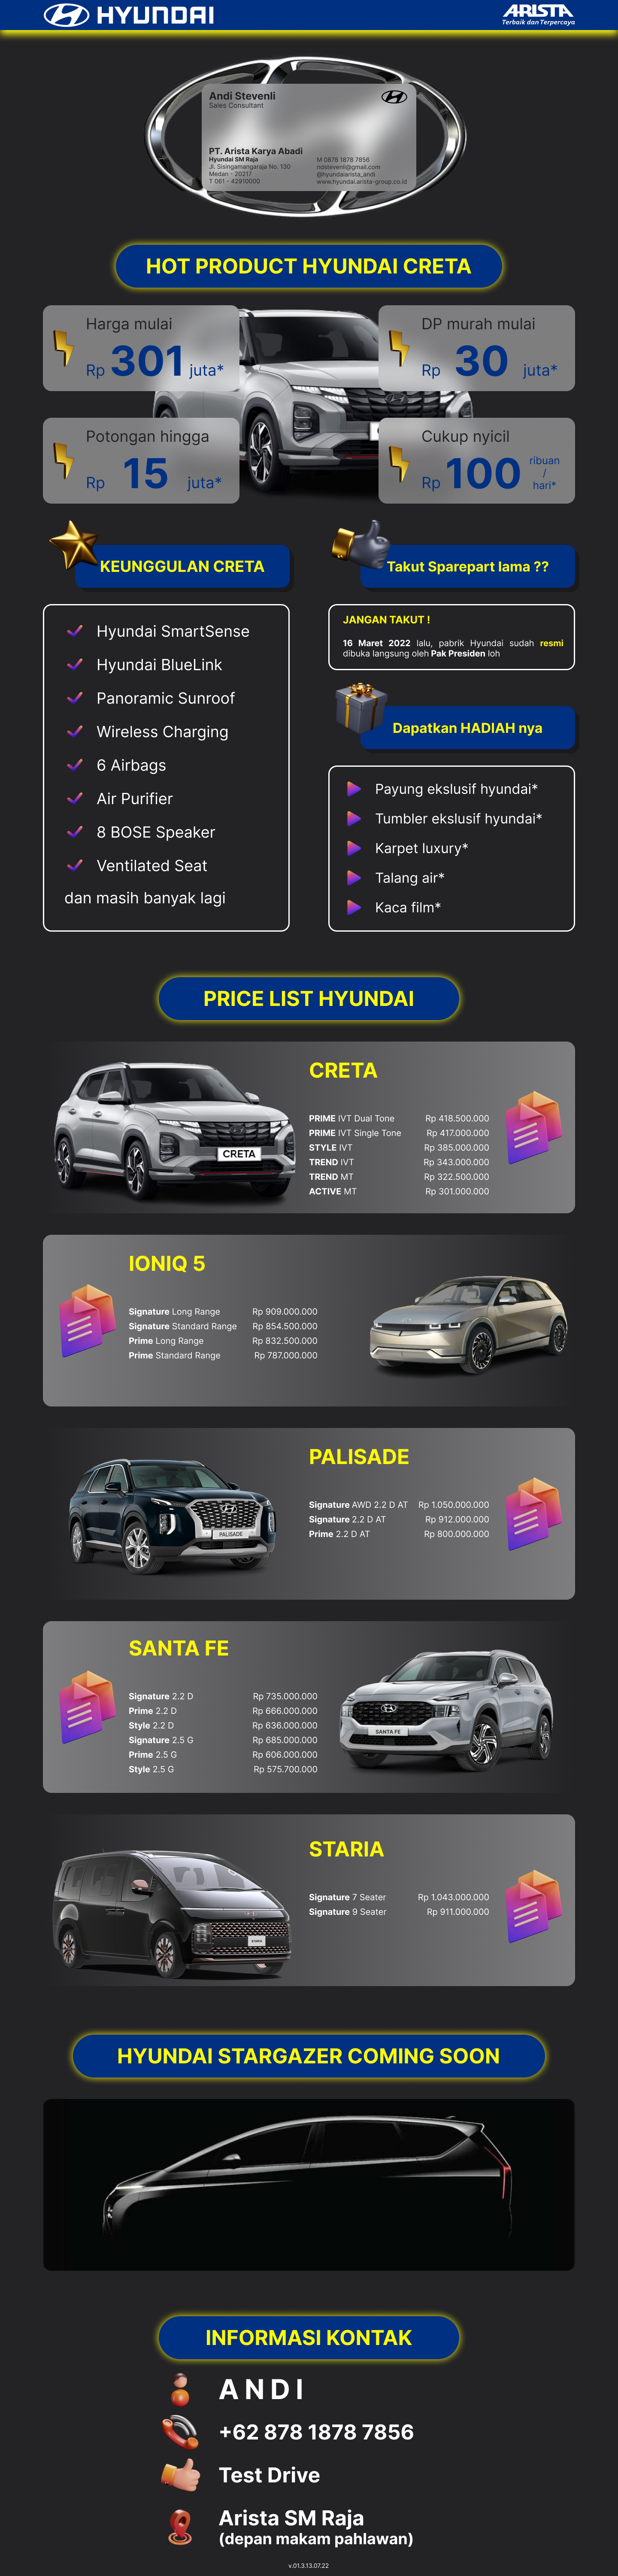 HYUNDAI
ARISTA
Terbaik dan Terpercaya
Andi Stevenli
Sales Consultant
PT. Arista Karya Abadi
Hyundai SM Raja
Jl. Sisingamangaraja No. 130
Medan - 20217
T 061 - 42910000
M 0878 1878 7856
ndstevenli@gmail.com
@hyundaiarista_andi
www.hyundai.arista-group.co.id
HOT PRODUCT HYUNDAI CRETA
Harga mulai
Rp 301 juta*
DP murah mulai
Rp 30 juta*
Potongan hingga
Rp 15 juta*
Cukup nyicil
Rp 100 ribuan / hari*
KEUNGGULAN CRETA
Hyundai SmartSense
Hyundai BlueLink
Panoramic Sunroof
Wireless Charging
6 Airbags
Air Purifier
8 BOSE Speaker
Ventilated Seat
dan masih banyak lagi
Takut Sparepart lama ??
JANGAN TAKUT !
16 Maret 2022 lalu, pabrik Hyundai sudah resmi
dibuka langsung oleh Pak Presiden loh
Dapatkan HADIAH nya
Payung ekslusif hyundai*
Tumbler ekslusif hyundai*
Karpet luxury*
Talang air*
Kaca film*
PRICE LIST HYUNDAI
CRETA
CRETA
PRIME IVT Dual Tone Rp 418.500.000
PRIME IVT Single Tone Rp 417.000.000
STYLE IVT Rp 385.000.000
TREND IVT Rp 343.000.000
TREND MT Rp 322.500.000
ACTIVE MT Rp 301.000.000
IONIQ 5
Signature Long Range Rp 909.000.000
Signature Standard Range Rp 854.500.000
Prime Long Range Rp 832.500.000
Prime Standard Range Rp 787.000.000
PALISADE
PALISADE
Signature AWD 2.2 D AT Rp 1.050.000.000
Signature 2.2 D AT Rp 912.000.000
Prime 2.2 D AT Rp 800.000.000
SANTA FE
Signature 2.2 D Rp 735.000.000
Prime 2.2 D Rp 666.000.000
Style 2.2 D Rp 636.000.000
Signature 2.5 G Rp 685.000.000
Prime 2.5 G Rp 606.000.000
Style 2.5 G Rp 575.700.000
SANTA FE
STARIA
STARIA
Signature 7 Seater Rp 1.043.000.000
Signature 9 Seater Rp 911.000.000
HYUNDAI STARGAZER COMING SOON
INFORMASI KONTAK
ANDI
+62 878 1878 7856
Test Drive
Arista SM Raja
(depan makam pahlawan)
v.01.3.13.07.22